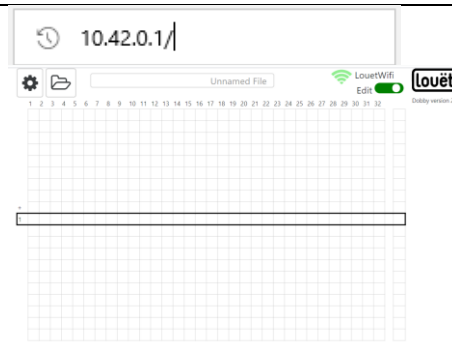 10.42.0.1/
Unnamed File
LouetWifi
Edit
Louët
Dobby version
1 2 3 4 5 6 7 8 9 10 11 12 13 14 15 16 17 18 19 20 21 22 23 24 25 26 27 28 29 30 31 32
1